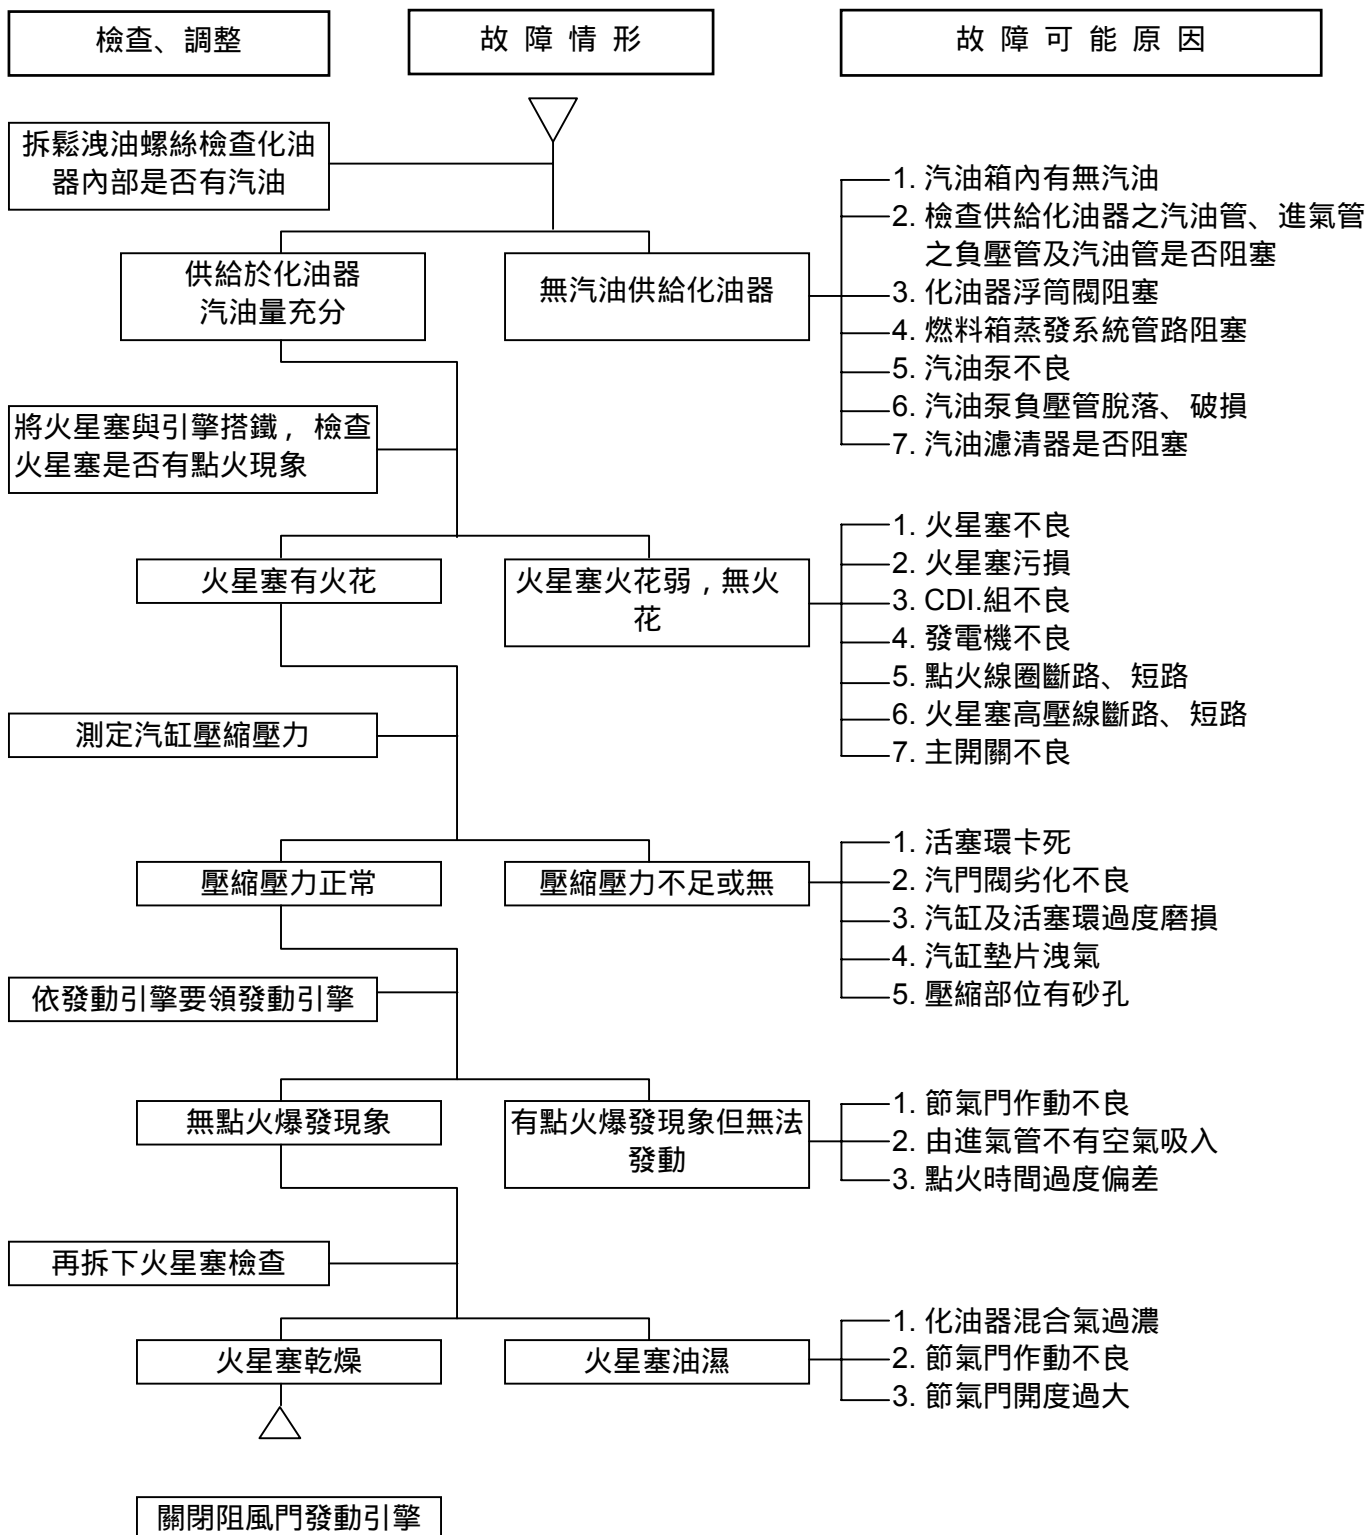 檢查、調整
故障情形
故障可能原因
拆鬆洩油螺絲檢查化油
器內部是否有汽油
供給於化油器
汽油量充分
無汽油供給化油器
1. 汽油箱內有無汽油
2. 檢查供給化油器之汽油管、進氣管
之負壓管及汽油管是否阻塞
3. 化油器浮筒閥阻塞
4. 燃料箱蒸發系統管路阻塞
5. 汽油泵不良
6. 汽油泵負壓管脫落、破損
7. 汽油濾清器是否阻塞
將火星塞與引擎搭鐵，檢查
火星塞是否有點火現象
火星塞有火花
火星塞火花弱，無火
花
1. 火星塞不良
2. 火星塞污損
3. CDI.組不良
4. 發電機不良
5. 點火線圈斷路、短路
6. 火星塞高壓線斷路、短路
7. 主開關不良
測定汽缸壓縮壓力
壓縮壓力正常
壓縮壓力不足或無
1. 活塞環卡死
2. 汽門閥劣化不良
3. 汽缸及活塞環過度磨損
4. 汽缸墊片洩氣
5. 壓縮部位有砂孔
依發動引擎要領發動引擎
無點火爆發現象
有點火爆發現象但無法
發動
1. 節氣門作動不良
2. 由進氣管不有空氣吸入
3. 點火時間過度偏差
再拆下火星塞檢查
火星塞乾燥
火星塞油濕
1. 化油器混合氣過濃
2. 節氣門作動不良
3. 節氣門開度過大
關閉阻風門發動引擎